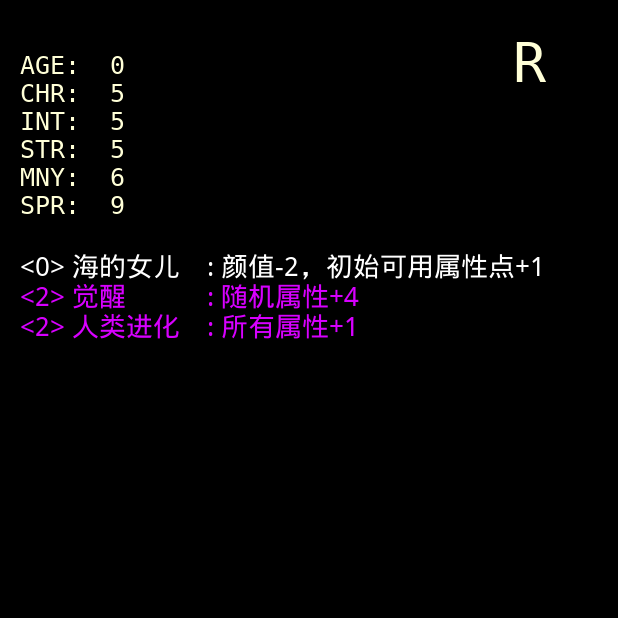 R
AGE: 0
CHR: 5
INT: 5
STR: 5
MNY: 6
SPR: 9
<0> 海的女儿 : 颜值-2，初始可用属性点+1
<2> 觉醒 : 随机属性+4
<2> 人类进化 : 所有属性+1